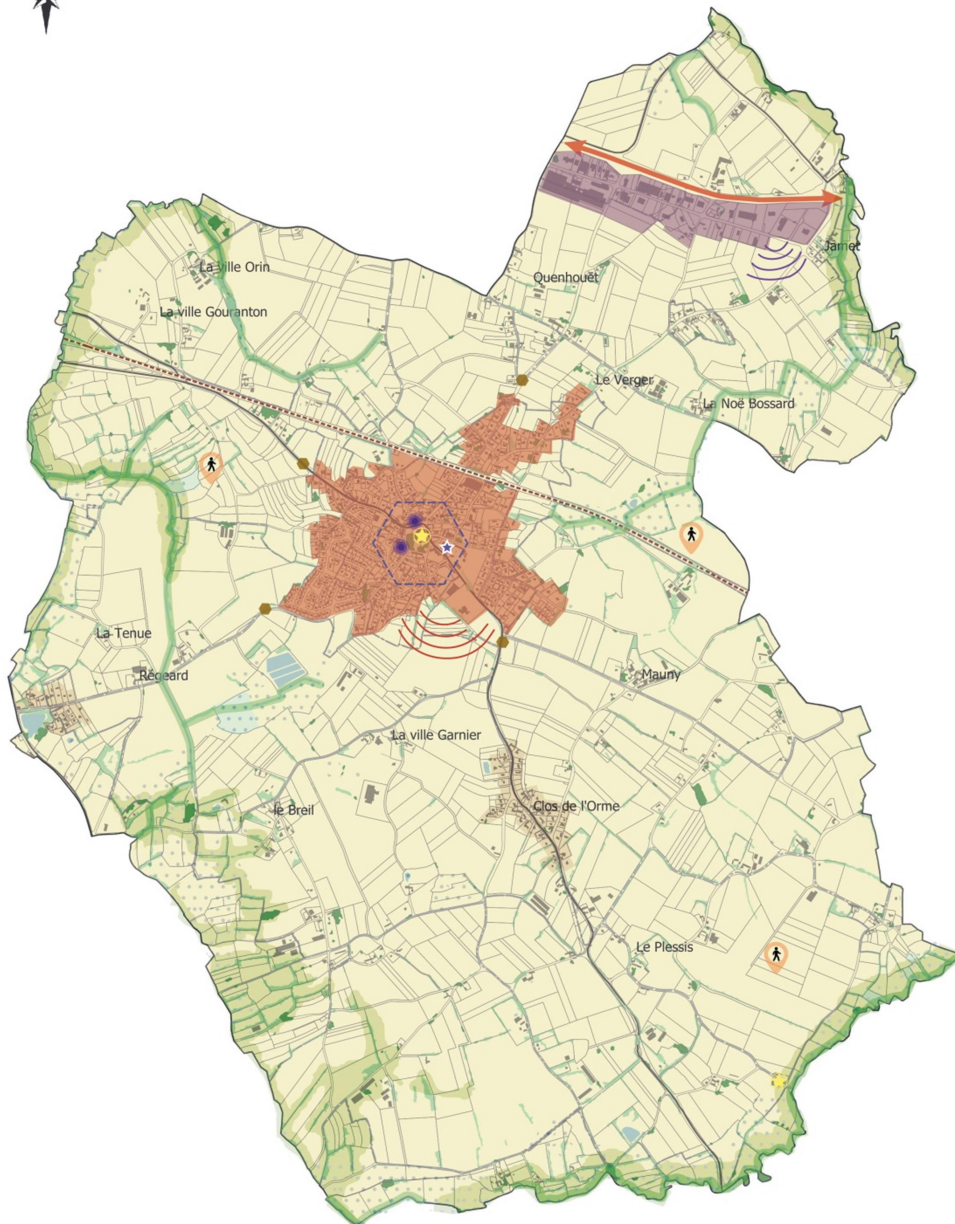 Jarnet
La ville Orin
Quenhouët
La ville Gouranton
Le Verger
La Noë Bossard
La Tenue
Régeard
Mauny
La ville Garnier
le Breil
Clos de l'Orme
Le Plessis